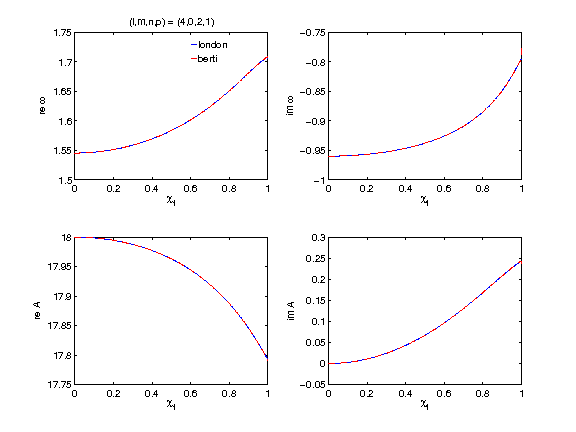 (l,m,n,p) = (4,0,2,1)
1.75
1.7
1.65
1.6
1.55
1.5
re ω
0 0.2 0.4 0.6 0.8 1
χf
london
berti
−0.75
−0.8
−0.85
−0.9
−0.95
−1
im ω
0 0.2 0.4 0.6 0.8 1
χf
18
17.95
17.9
17.85
17.8
17.75
re A
0 0.2 0.4 0.6 0.8 1
χf
0.3
0.25
0.2
0.15
0.1
0.05
0
−0.05
im A
0 0.2 0.4 0.6 0.8 1
χf